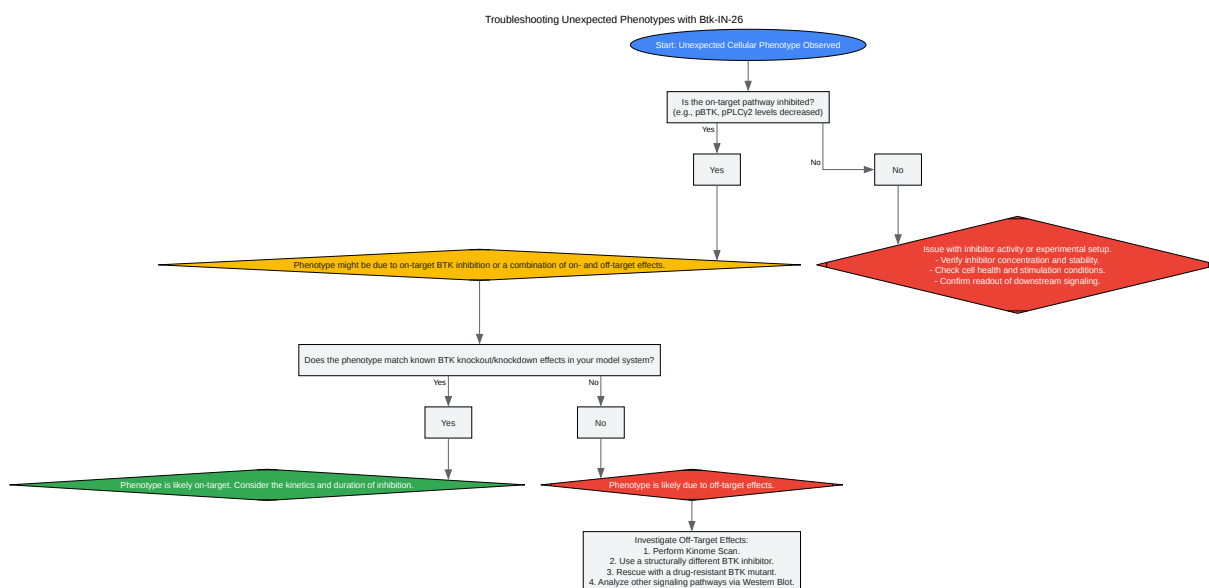 Troubleshooting Unexpected Phenotypes with Btk-IN-26
Start: Unexpected Cellular Phenotype Observed
Is the on-target pathway inhibited?
(e.g., pBTK, pPLCγ2 levels decreased)
Yes
No
Yes
No
Issue with inhibitor activity or experimental setup.
- Verify inhibitor concentration and stability.
- Check cell health and stimulation conditions.
- Confirm readout of downstream signaling.
Phenotype might be due to on-target BTK inhibition or a combination of on- and off-target effects.
Does the phenotype match known BTK knockout/knockdown effects in your model system?
Yes
No
Yes
No
Phenotype is likely on-target. Consider the kinetics and duration of inhibition.
Phenotype is likely due to off-target effects.
Investigate Off-Target Effects:
1. Perform Kinome Scan.
2. Use a structurally different BTK inhibitor.
3. Rescue with a drug-resistant BTK mutant.
4. Analyze other signaling pathways via Western Blot.